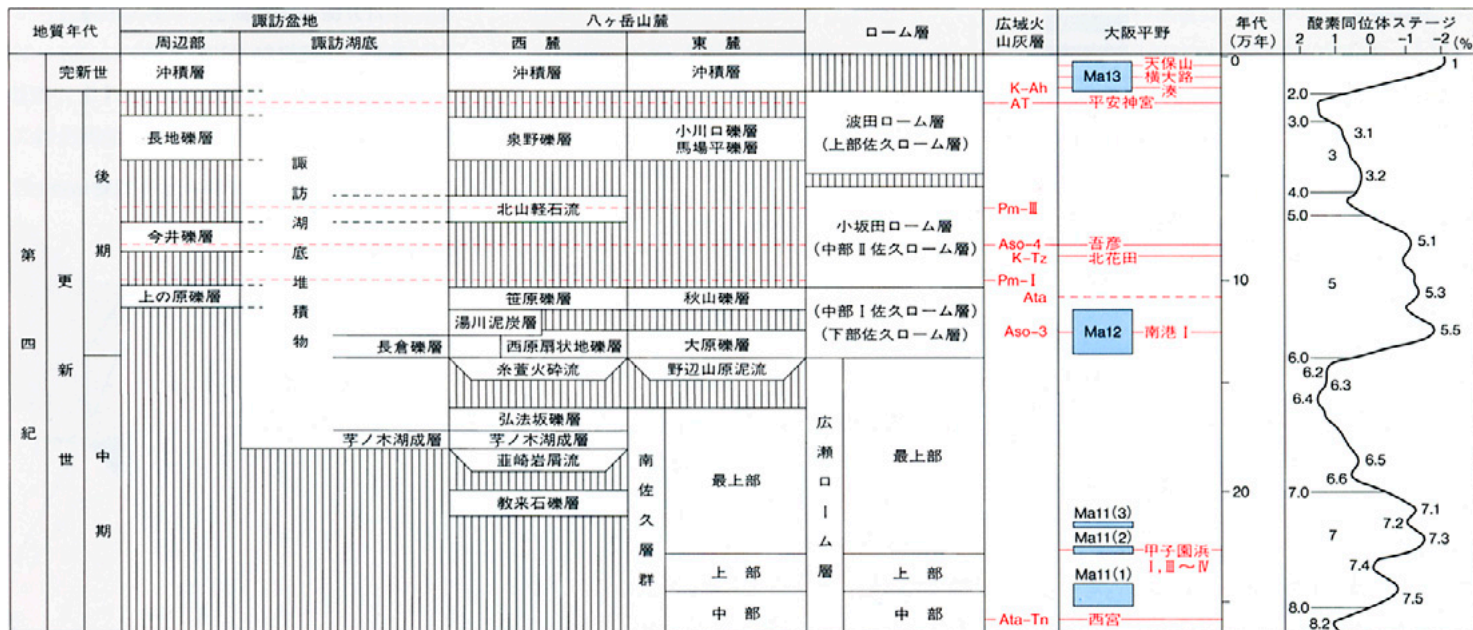 地質年代
諏訪盆地
八ヶ岳山麓
ローム層
広域火山灰層
大阪平野
年代(万年)
酸素同位体ステージ
周辺部
諏訪湖底
西 麓
東 麓
2 1 0 -1 -2 (%)
第四紀
完新世
更新世
後期
中期
沖積層
長地礫層
今井礫層
上の原礫層
諏訪湖底堆積物
長倉礫層
芋ノ木湖成層
沖積層
泉野礫層
北山軽石流
笹原礫層
湯川泥炭層
西原扇状地礫層
糸萱火砕流
弘法坂礫層
芋ノ木湖成層
韮崎岩屑流
教来石礫層
沖積層
小川口礫層
馬場平礫層
秋山礫層
大原礫層
野辺山原泥流
南佐久層群
最上部
上 部
中 部
波田ローム層
(上部佐久ローム層)
小坂田ローム層
(中部Ⅱ佐久ローム層)
(中部Ⅰ佐久ローム層)
(下部佐久ローム層)
広瀬ローム層
最上部
上 部
中 部
K-Ah
AT
Pm-Ⅲ
Aso-4
K-Tz
Pm-Ⅰ
Ata
Aso-3
Ata-Tn
Ma13
天保山
横大路
湊
平安神宮
吾彦
北花田
Ma12
南港Ⅰ
Ma11(3)
Ma11(2)
甲子園浜
Ⅰ,Ⅲ〜Ⅳ
Ma11(1)
西宮
0
10
20
1
2.0
3.0
3.1
3
3.2
4.0
5.0
5.1
5
5.3
5.5
6.0
6.2
6.3
6.4
6.5
6.6
7.0
7.1
7.2
7
7.3
7.4
7.5
8.0
8.2